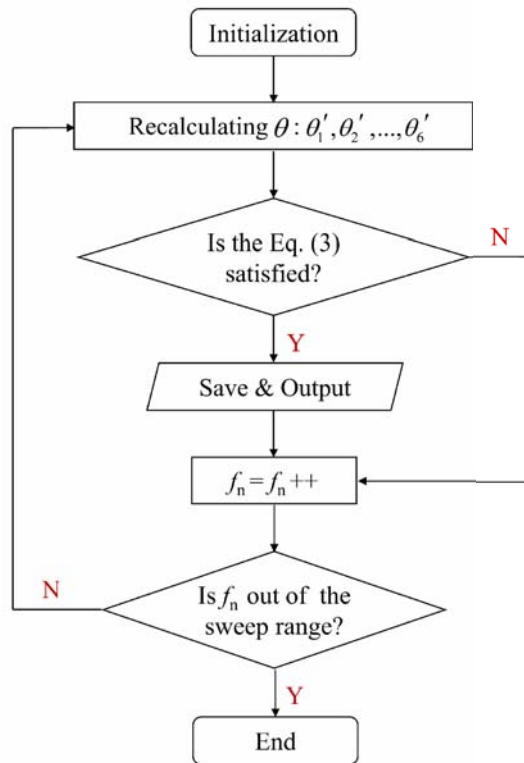 Initialization
Recalculating θ : θ₁′, θ₂′, ..., θ₆′
Is the Eq. (3)
satisfied?
N
Y
Save & Output
fₙ = fₙ ++
N
Is fₙ out of the
sweep range?
Y
End